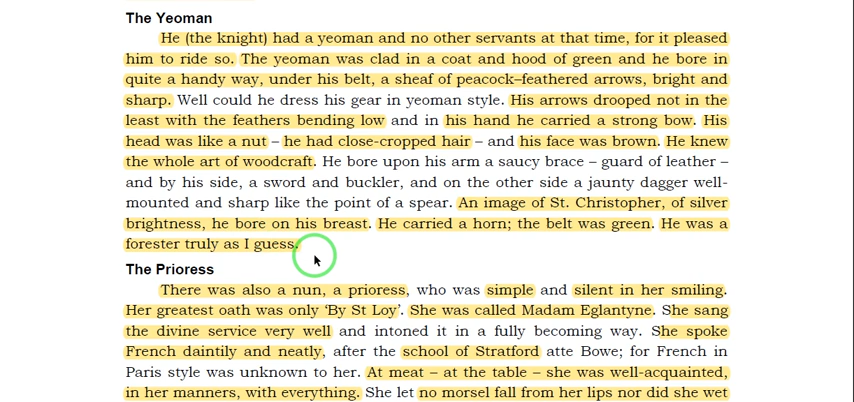 The Yeoman
He (the knight) had a yeoman and no other servants at that time, for it pleased
him to ride so. The yeoman was clad in a coat and hood of green and he bore in
quite a handy way, under his belt, a sheaf of peacock–feathered arrows, bright and
sharp. Well could he dress his gear in yeoman style. His arrows drooped not in the
least with the feathers bending low and in his hand he carried a strong bow. His
head was like a nut – he had close-cropped hair – and his face was brown. He knew
the whole art of woodcraft. He bore upon his arm a saucy brace – guard of leather –
and by his side, a sword and buckler, and on the other side a jaunty dagger well-
mounted and sharp like the point of a spear. An image of St. Christopher, of silver
brightness, he bore on his breast. He carried a horn; the belt was green. He was a
forester truly as I guess.
The Prioress
There was also a nun, a prioress, who was simple and silent in her smiling.
Her greatest oath was only ‘By St Loy’. She was called Madam Eglantyne. She sang
the divine service very well and intoned it in a fully becoming way. She spoke
French daintily and neatly, after the school of Stratford atte Bowe; for French in
Paris style was unknown to her. At meat – at the table – she was well-acquainted,
in her manners, with everything. She let no morsel fall from her lips nor did she wet